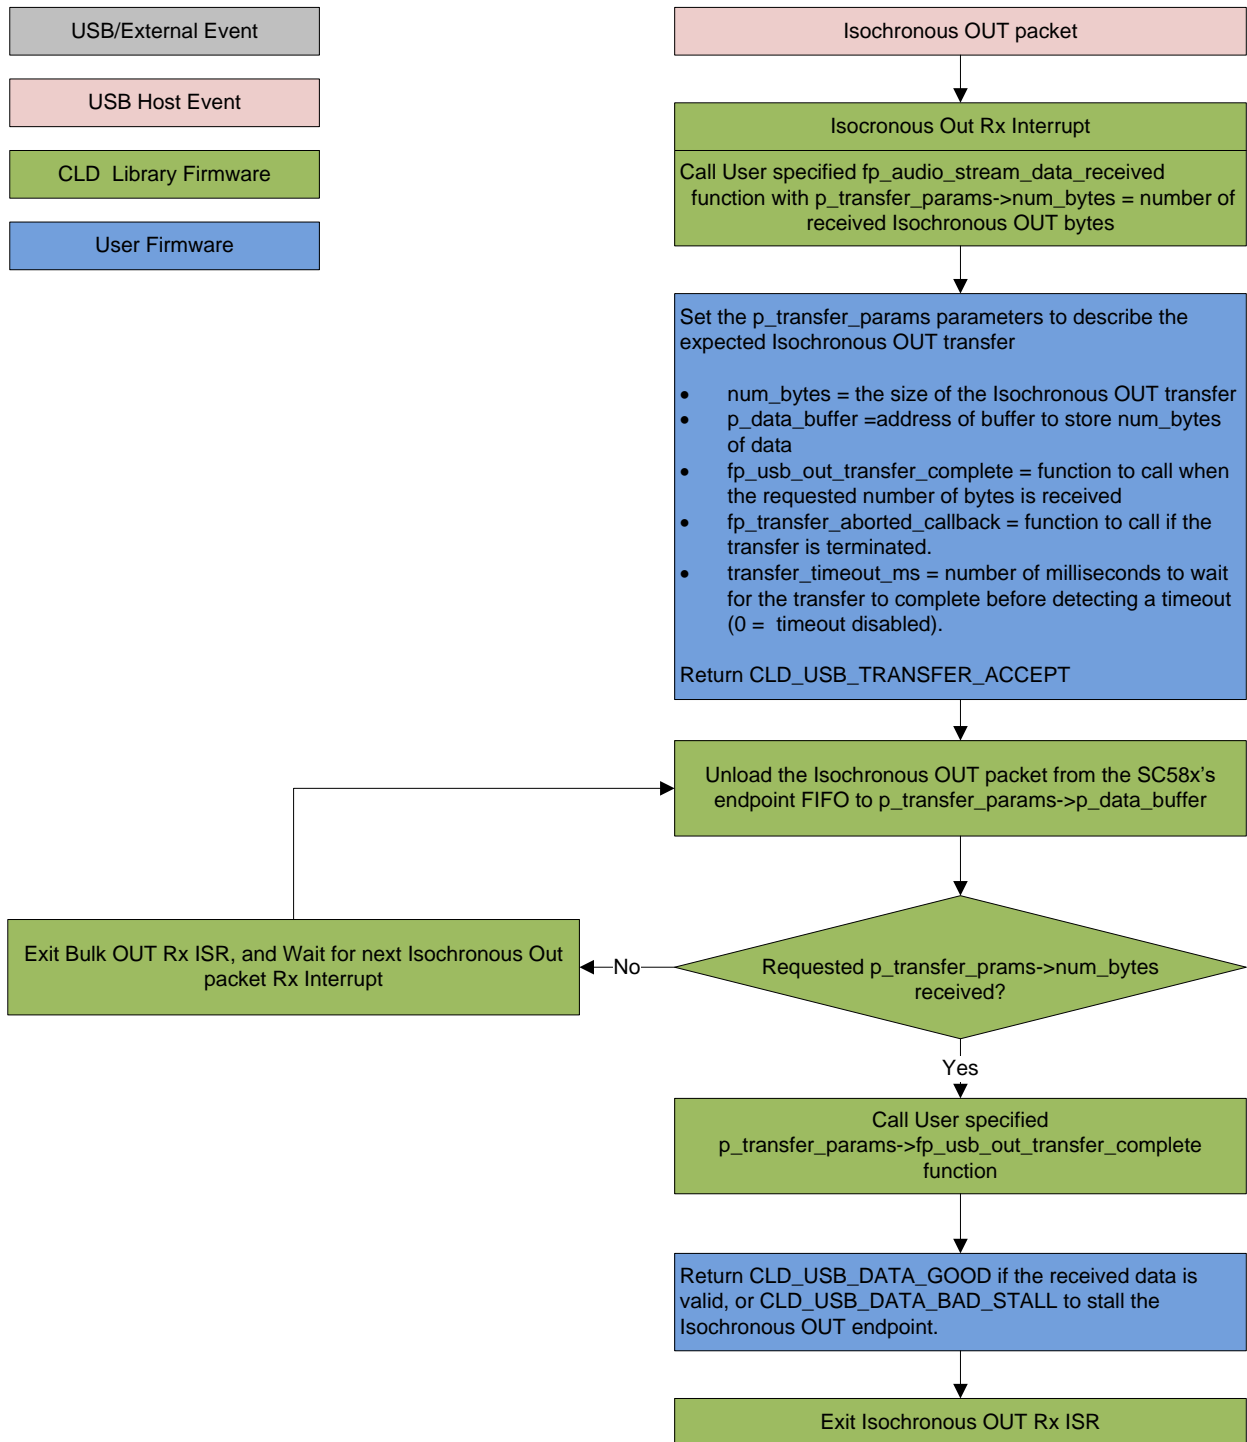 USB/External Event
USB Host Event
CLD  Library Firmware
User Firmware
Isochronous OUT packet
Isocronous Out Rx Interrupt
Call User specified fp_audio_stream_data_received
function with p_transfer_params->num_bytes = number of
received Isochronous OUT bytes
Set the p_transfer_params parameters to describe the
expected Isochronous OUT transfer
• num_bytes = the size of the Isochronous OUT transfer
• p_data_buffer =address of buffer to store num_bytes
of data
• fp_usb_out_transfer_complete = function to call when
the requested number of bytes is received
• fp_transfer_aborted_callback = function to call if the
transfer is terminated.
• transfer_timeout_ms = number of milliseconds to wait
for the transfer to complete before detecting a timeout
(0 =  timeout disabled).
Return CLD_USB_TRANSFER_ACCEPT
Unload the Isochronous OUT packet from the SC58x's
endpoint FIFO to p_transfer_params->p_data_buffer
Exit Bulk OUT Rx ISR, and Wait for next Isochronous Out
packet Rx Interrupt
No
Requested p_transfer_prams->num_bytes
received?
Yes
Call User specified
p_transfer_params->fp_usb_out_transfer_complete
function
Return CLD_USB_DATA_GOOD if the received data is
valid, or CLD_USB_DATA_BAD_STALL to stall the
Isochronous OUT endpoint.
Exit Isochronous OUT Rx ISR